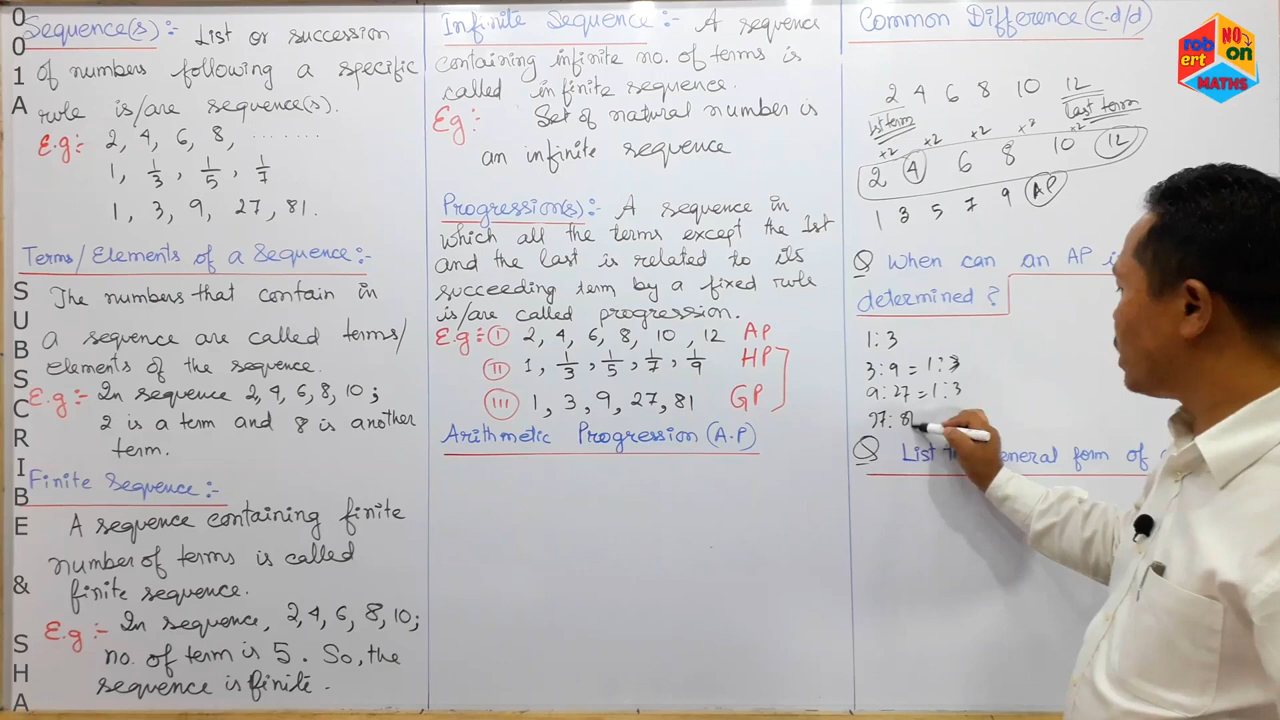 O
O
1
A
S
U
B
S
C
R
I
B
E
&
S
H
A
Sequence(s) :-  List or succession
of numbers following a specific
rule is/are sequence(s).
E.g :-  2, 4, 6, 8, ........
1, 1/3, 1/5, 1/7
1, 3, 9, 27, 81.
Terms/Elements of a Sequence:-
The numbers that contain in
a sequence are called terms/
elements of the sequence.
E.g :- In sequence 2,4,6,8,10;
2 is a term and 8 is another
term.
Finite Sequence :-
A sequence containing finite
number of terms is called
finite sequence.
E.g :- In sequence, 2,4,6,8,10;
no. of term is 5. So, the
sequence is finite.
Infinite Sequence :- A sequence
containing infinite no. of terms is
called infinite sequence.
Eg :- Set of natural number is
an infinite sequence
Progression(s) :- A sequence in
which all the terms except the 1st
and the last is related to its
succeeding term by a fixed rule
is/are called progression.
E.g :- (I) 2, 4, 6, 8, 10, 12 AP
(II) 1, 1/3, 1/5, 1/7, 1/9 HP
(III) 1, 3, 9, 27, 81 GP
Arithmetic Progression (A.P)
Common Difference (c.d/d)
2 4 6 8 10 12
1st term last term
+2 +2 +2 +2 +2
2 4 6 8 10 12
1 3 5 7 9 AP
Q When can an AP i
determined ?
1 : 3
3 : 9 = 1 : 3
9 : 27 = 1 : 3
27 : 81
Q List t eneral form of
robert
NO on
MATHS